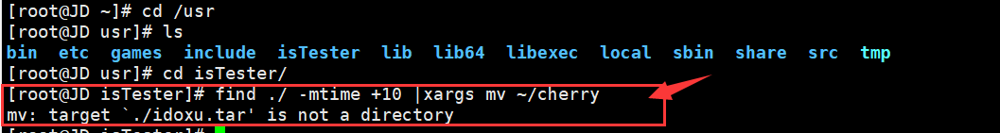 [root@JD ~]# cd /usr
[root@JD usr]# ls
bin etc games include isTester lib lib64 libexec local sbin share src tmp
[root@JD usr]# cd isTester/
[root@JD isTester]# find ./ -mtime +10 |xargs mv ~/cherry
mv: target `./idoxu.tar' is not a directory
[root@JD isTester]#